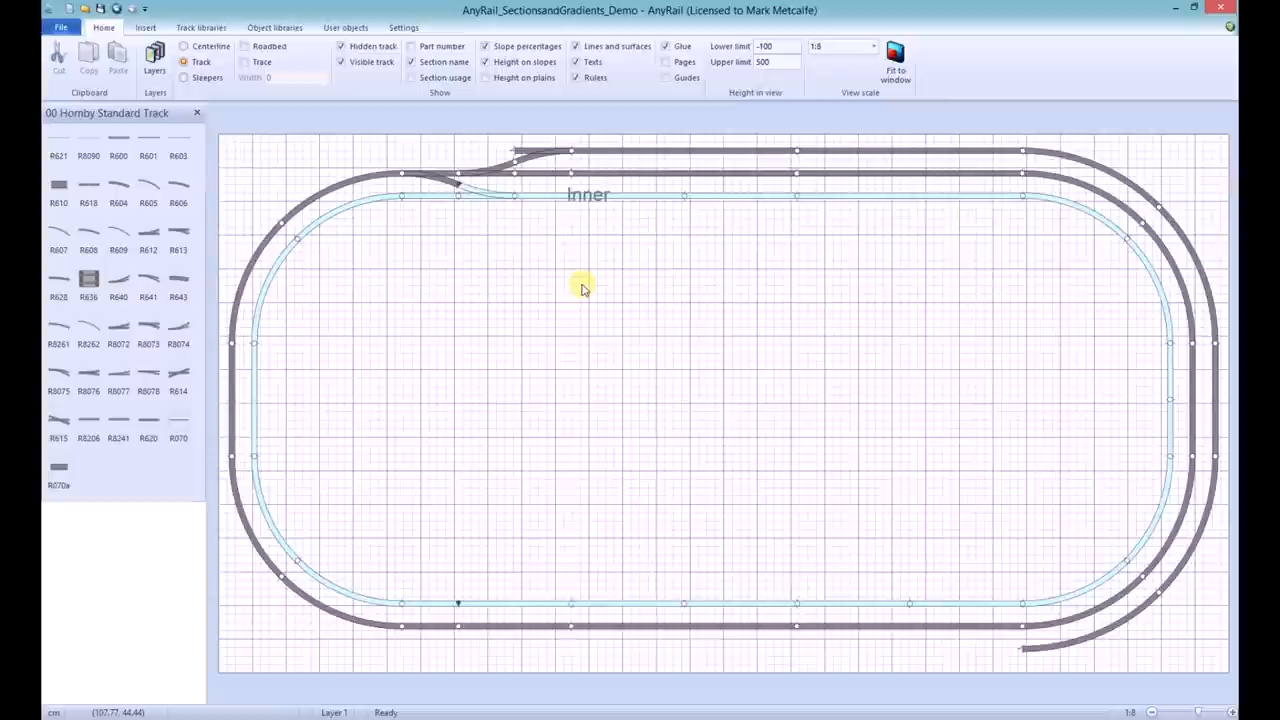 AnyRail_SectionsandGradients_Demo - AnyRail (Licensed to Mark Metcalfe)
File Home Insert Track libraries Object libraries User objects Settings
Centerline Roadbed Hidden track Part number Slope percentages Lines and surfaces Glue Lower limit -100 1:8
Track Trace Visible track Section name Height on slopes Texts Pages Upper limit 500
Cut Copy Paste Layers Sleepers Width 0 Section usage Height on plains Rulers Guides Fit to window
Clipboard Layers Show Height in view View scale
00 Hornby Standard Track
R621 R8090 R600 R601 R603
R610 R618 R604 R605 R606
R607 R608 R609 R612 R613
R628 R636 R640 R641 R643
R8261 R8262 R8072 R8073 R8074
R8075 R8076 R8077 R8078 R614
R615 R8206 R8241 R620 R070
R070a
Inner
cm (107.77, 44.44) Layer 1 Ready 1:8